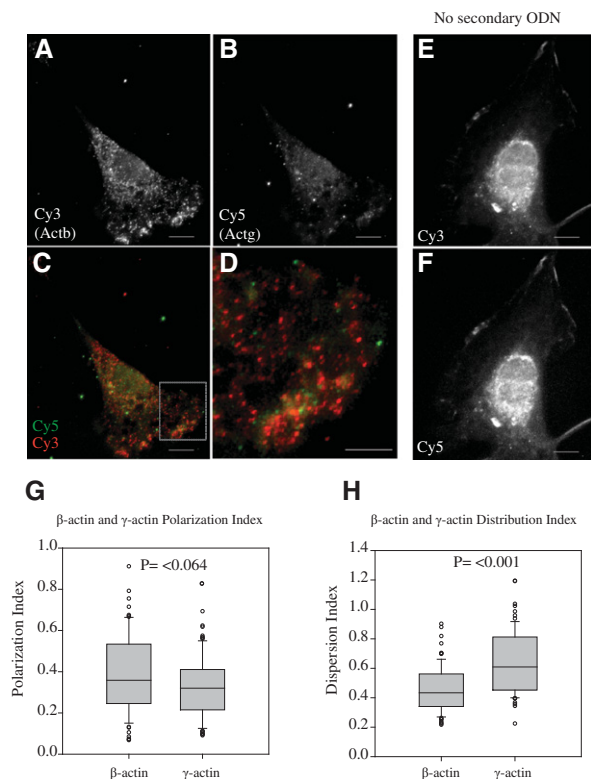 No secondary ODN
A
B
E
Cy3
(Actb)
Cy5
(Actg)
Cy3
C
D
F
Cy5
Cy3
Cy5
G
H
β-actin and γ-actin Polarization Index
β-actin and γ-actin Distribution Index
P= <0.064
P= <0.001
Polarization Index
1.0
0.8
0.6
0.4
0.2
0.0
β-actin
γ-actin
Dispersion Index
1.4
1.2
1.0
0.8
0.6
0.4
0.2
0.0
β-actin
γ-actin